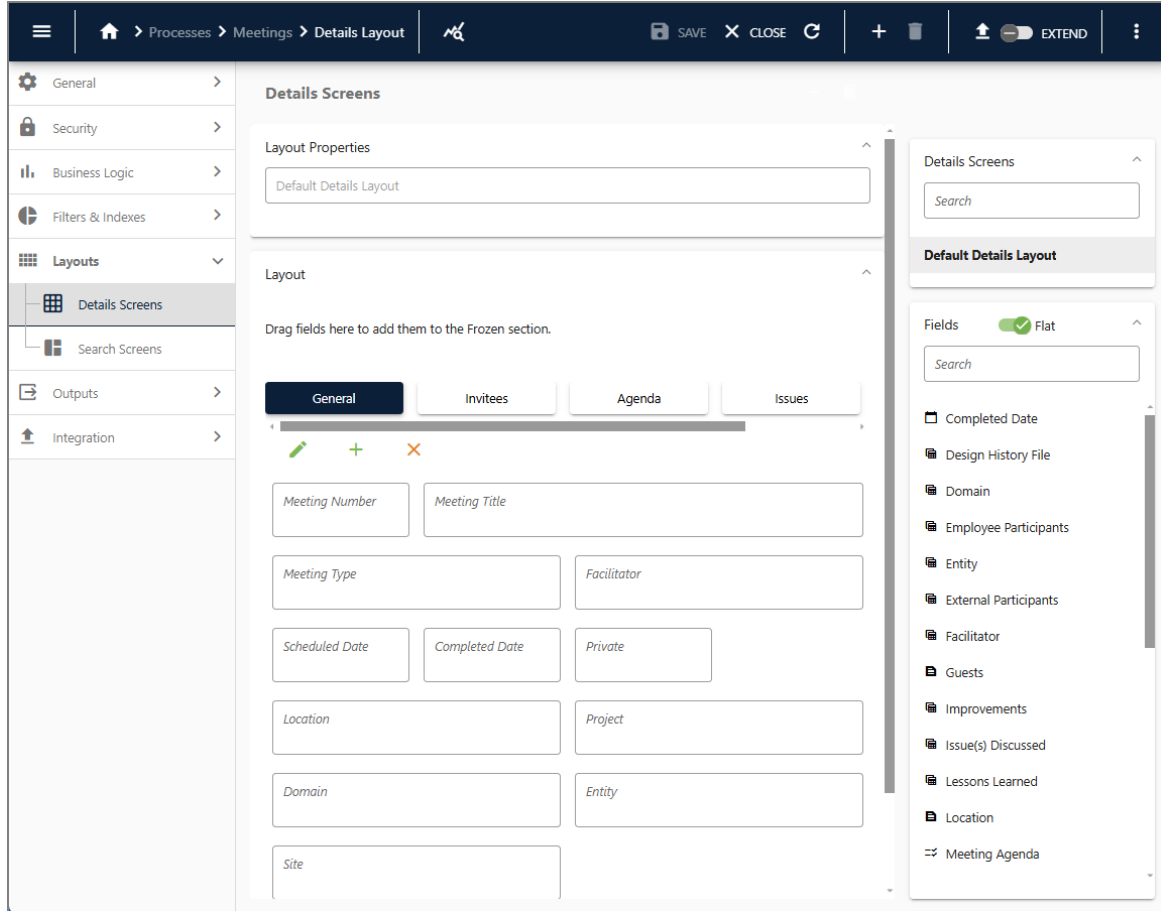 Processes Meetings Details Layout SAVE CLOSE EXTEND
General
Security
Business Logic
Filters & Indexes
Layouts
Details Screens
Search Screens
Outputs
Integration
Details Screens
Layout Properties
Default Details Layout
Layout
Drag fields here to add them to the Frozen section.
General Invitees Agenda Issues
Meeting Number Meeting Title
Meeting Type Facilitator
Scheduled Date Completed Date Private
Location Project
Domain Entity
Site
Details Screens
Search
Default Details Layout
Fields Flat
Search
Completed Date
Design History File
Domain
Employee Participants
Entity
External Participants
Facilitator
Guests
Improvements
Issue(s) Discussed
Lessons Learned
Location
Meeting Agenda